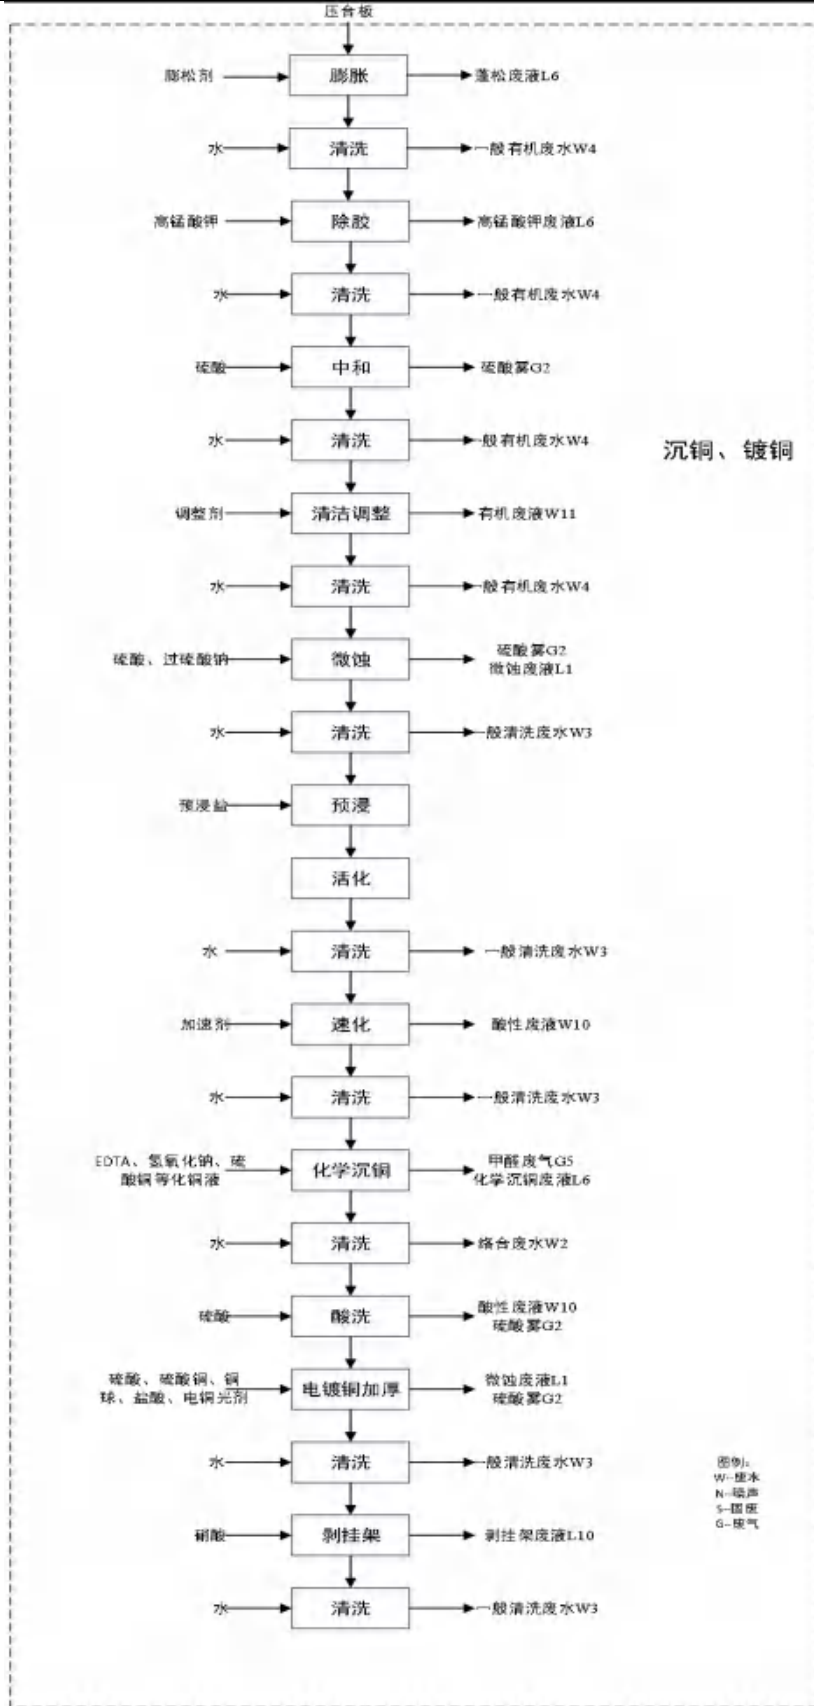 压合板
膨松剂 膨胀 蓬松废液L6
水 清洗 一般有机废水W4
高锰酸钾 除胶 高锰酸钾废液L6
水 清洗 一般有机废水W4
硫酸 中和 硫酸雾G2
水 清洗 一般有机废水W4
沉铜、镀铜
调整剂 清洁调整 有机废液W11
水 清洗 一般有机废水W4
硫酸、过硫酸钠 微蚀 硫酸雾G2
微蚀废液L1
水 清洗 一般清洗废水W3
预浸盐 预浸
活化
水 清洗 一般清洗废水W3
加速剂 速化 酸性废液W10
水 清洗 一般清洗废水W3
EDTA、氢氧化钠、硫
酸铜等化铜液
化学沉铜
甲醛废气G5
化学沉铜废液L6
水 清洗 络合废水W2
硫酸 酸洗 酸性废液W10
硫酸雾G2
硫酸、硫酸铜、铜
球、盐酸、电铜光剂
电镀铜加厚
微蚀废液L1
硫酸雾G2
水 清洗 一般清洗废水W3
硝酸 剥挂架 剥挂架废液L10
水 清洗 一般清洗废水W3
图例:
W--废水
N--噪声
S--固废
G--废气